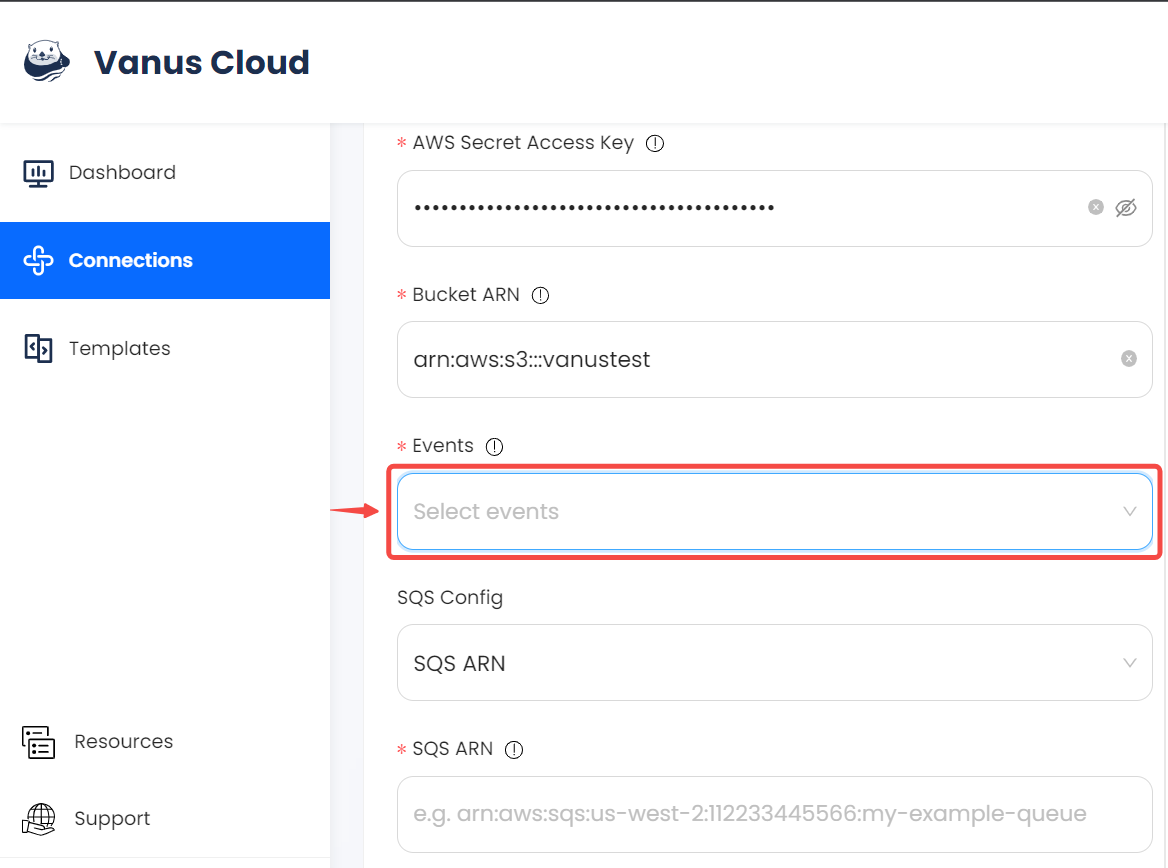 Vanus Cloud
Dashboard
Connections
Templates
Resources
Support
* AWS Secret Access Key
••••••••••••••••••••••••••••••••••••••••
* Bucket ARN
arn:aws:s3:::vanustest
* Events
Select events
SQS Config
SQS ARN
* SQS ARN
e.g. arn:aws:sqs:us-west-2:112233445566:my-example-queue